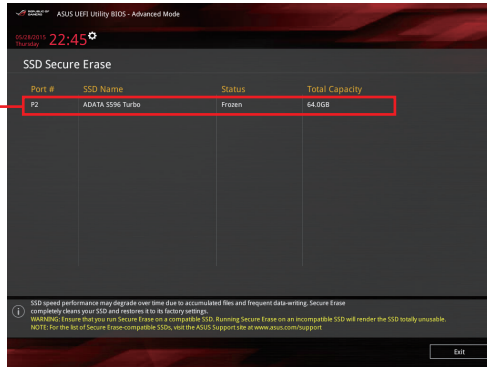 REPUBLIC OF GAMERS
ASUS UEFI Utility BIOS - Advanced Mode
05/28/2015
Thursday
22:45
SSD Secure Erase
Port # SSD Name Status Total Capacity
P2 ADATA S596 Turbo Frozen 64.0GB
SSD speed performance may degrade over time due to accumulated files and frequent data-writing. Secure Erase
completely cleans your SSD and restores it to its factory settings.
WARNING: Ensure that you run Secure Erase on a compatible SSD. Running Secure Erase on an incompatible SSD will render the SSD totally unusable.
NOTE: For the list of Secure Erase-compatible SSDs, visit the ASUS Support site at www.asus.com/support
Exit